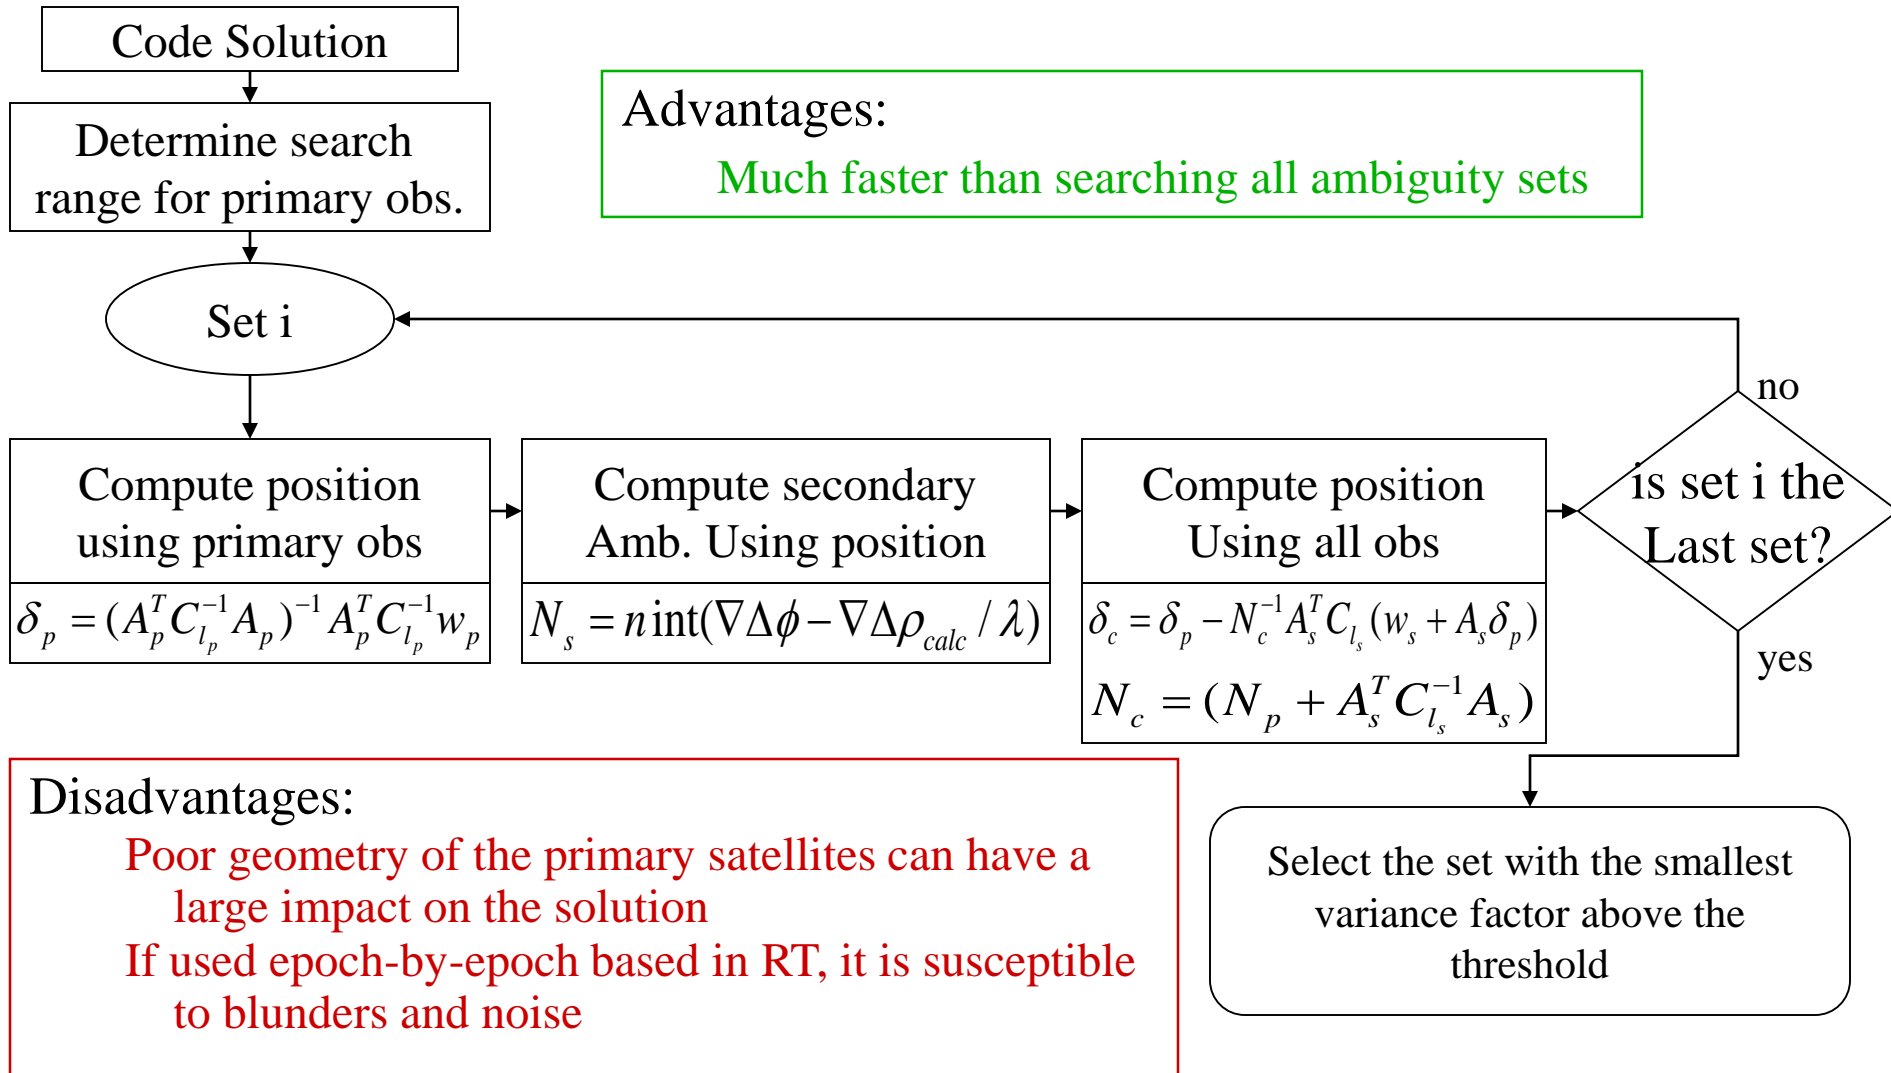 Code Solution
Determine search
range for primary obs.
Advantages:
Much faster than searching all ambiguity sets
Set i
no
Compute position
using primary obs
δ_p = (A_p^T C_{l_p}^{-1} A_p)^{-1} A_p^T C_{l_p}^{-1} w_p
Compute secondary
Amb. Using position
N_s = n int(∇Δϕ − ∇Δρ_{calc} / λ)
Compute position
Using all obs
δ_c = δ_p − N_c^{-1} A_s^T C_{l_s} (w_s + A_s δ_p)
N_c = (N_p + A_s^T C_{l_s}^{-1} A_s)
is set i the
Last set?
yes
Disadvantages:
Poor geometry of the primary satellites can have a
large impact on the solution
If used epoch-by-epoch based in RT, it is susceptible
to blunders and noise
Select the set with the smallest
variance factor above the
threshold